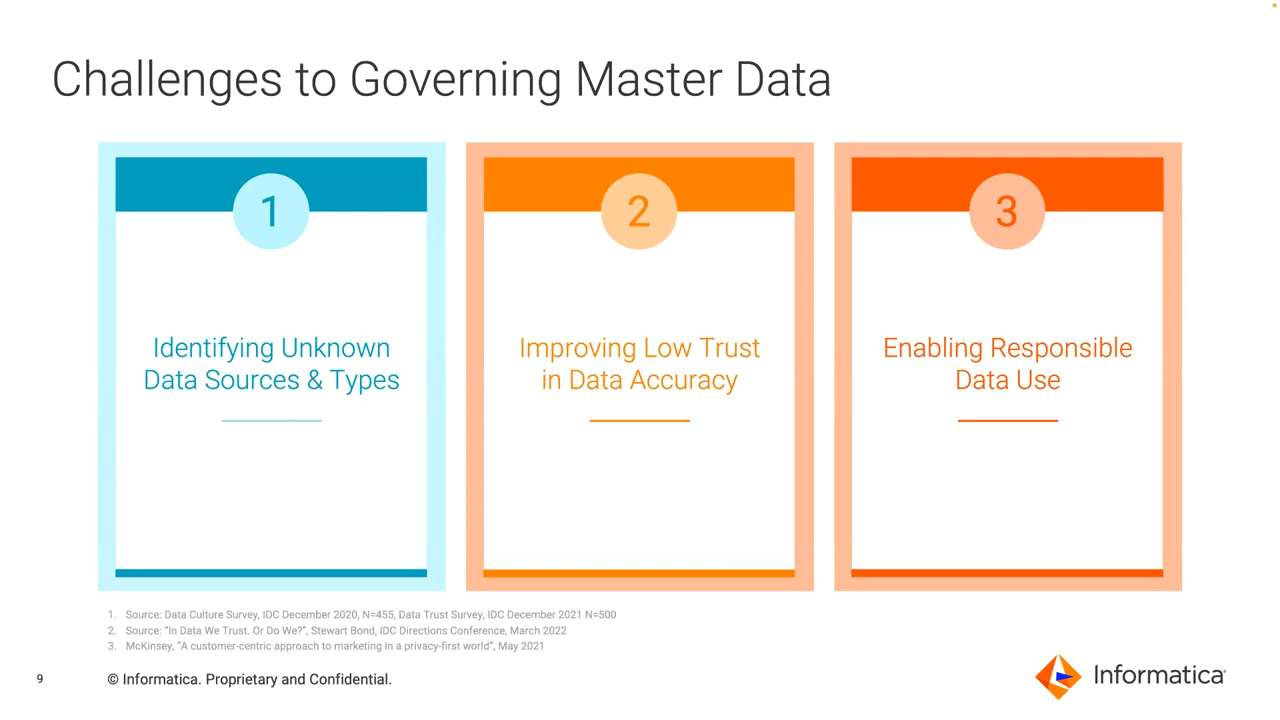 Challenges to Governing Master Data
1
Identifying Unknown
Data Sources & Types
2
Improving Low Trust
in Data Accuracy
3
Enabling Responsible
Data Use
1. Source: Data Culture Survey, IDC December 2020, N=455, Data Trust Survey, IDC December 2021 N=500
2. Source: “In Data We Trust. Or Do We?”, Stewart Bond, IDC Directions Conference, March 2022
3. McKinsey, “A customer-centric approach to marketing in a privacy-first world”, May 2021
9
© Informatica. Proprietary and Confidential.
Informatica